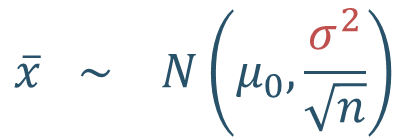 x̄ ~ N(μ₀, σ²/√n)